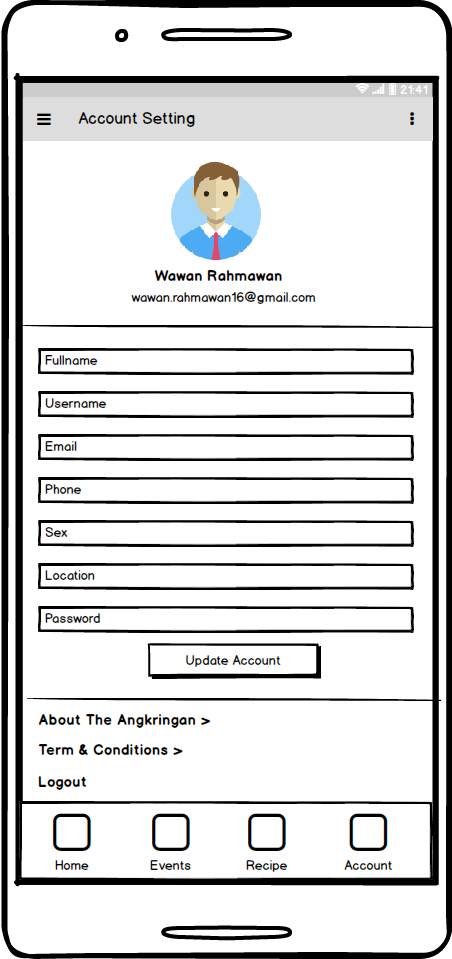 21:41
Account Setting
Wawan Rahmawan
wawan.rahmawan16@gmail.com
Fullname
Username
Email
Phone
Sex
Location
Password
Update Account
About The Angkringan >
Term & Conditions >
Logout
Home Events Recipe Account